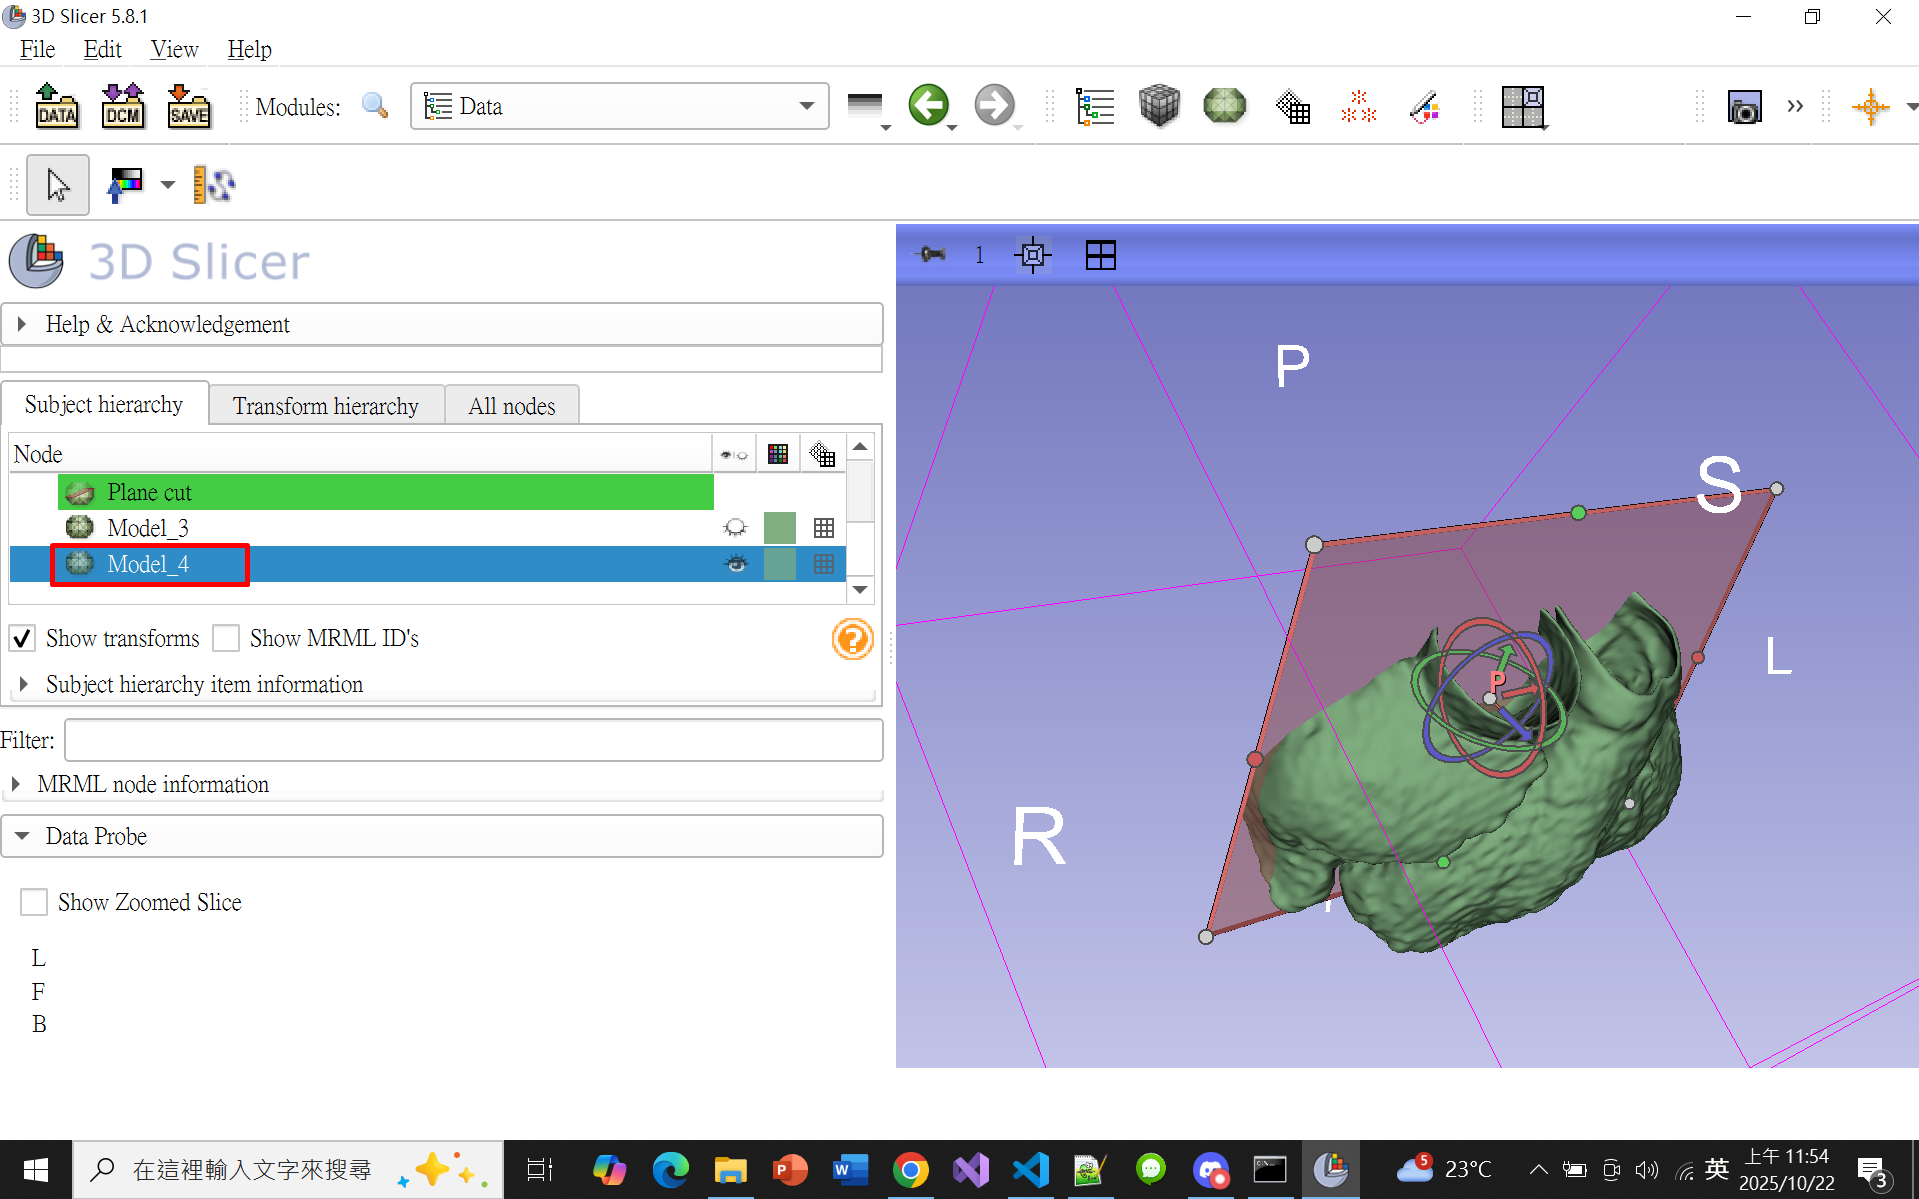 3D Slicer 5.8.1
File Edit View Help
DATA DCM SAVE Modules: Data
3D Slicer
1
Help & Acknowledgement
Subject hierarchy Transform hierarchy All nodes
Node
Plane cut
Model_3
Model_4
Show transforms Show MRML ID's
Subject hierarchy item information
Filter:
MRML node information
Data Probe
Show Zoomed Slice
L
F
B
P
S
L
P
R
在這裡輸入文字來搜尋
5
23°C
英
上午 11:54
2025/10/22
3